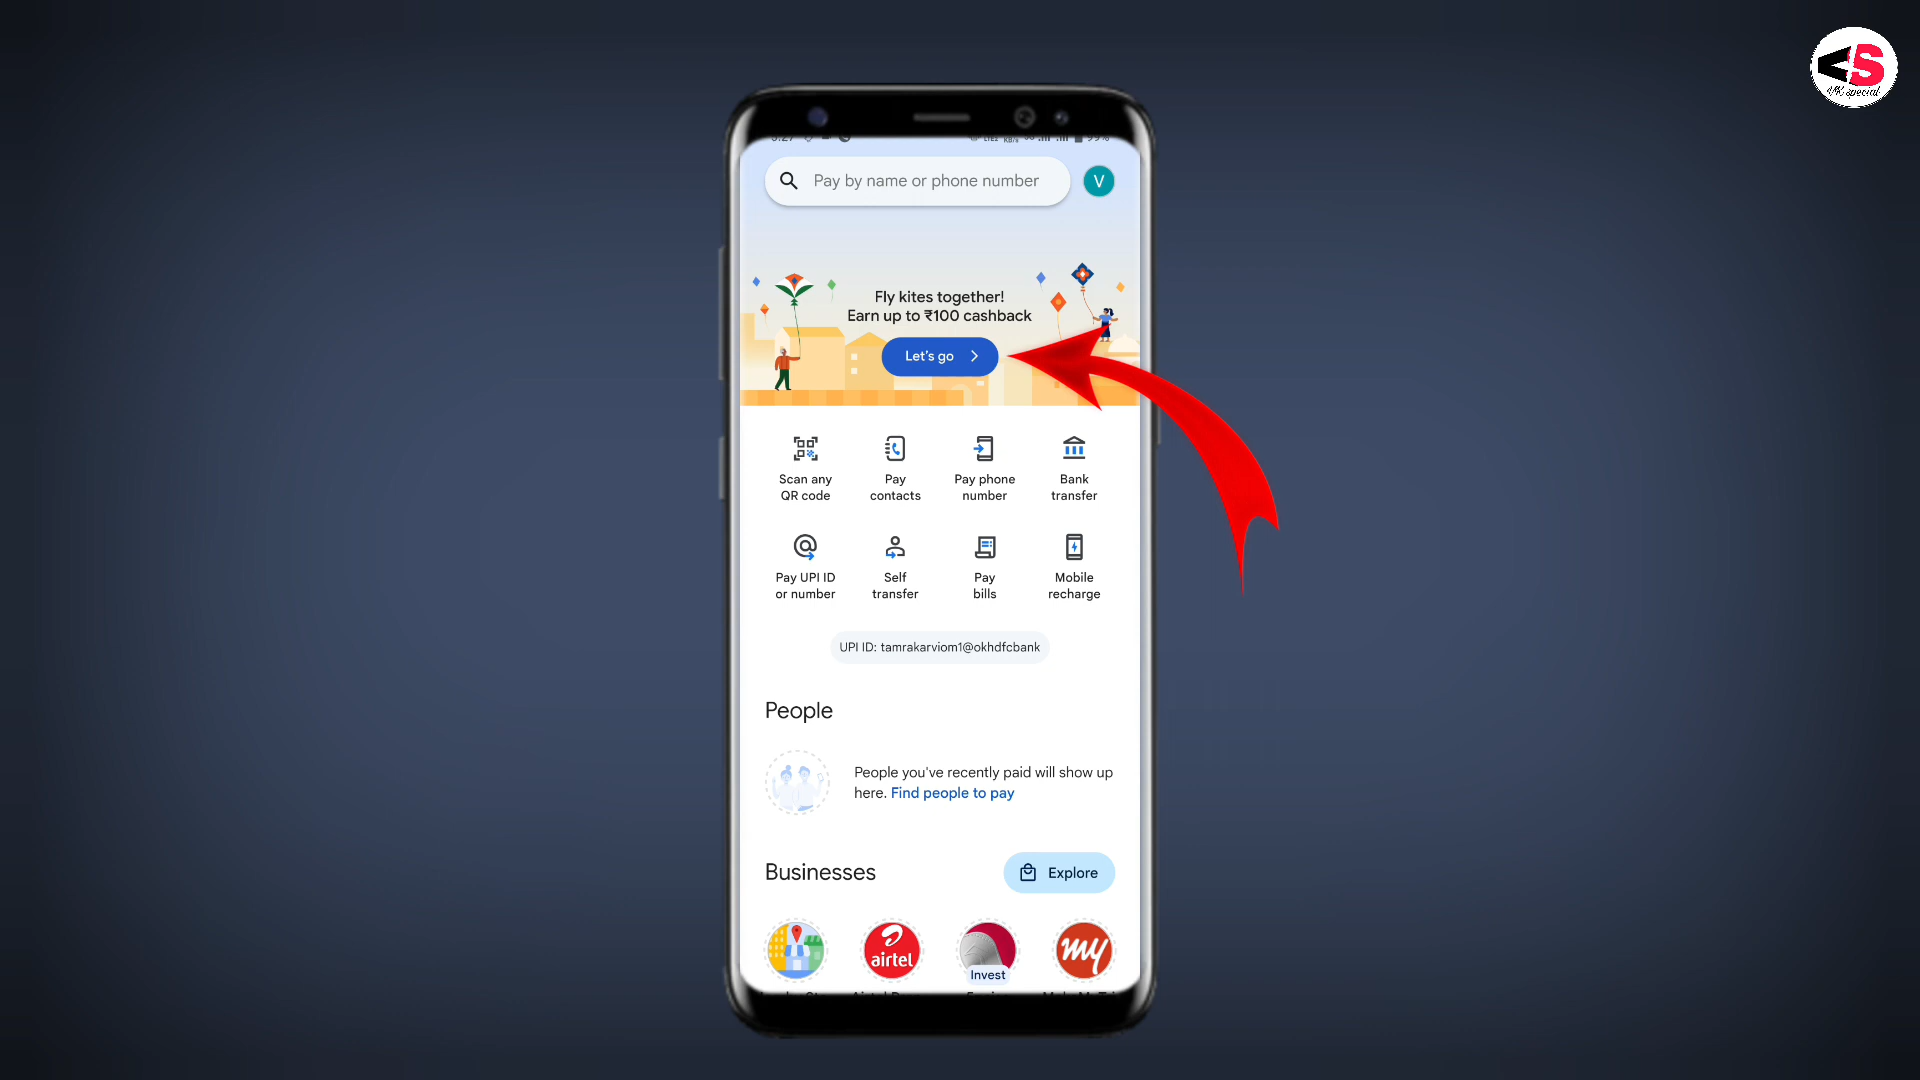 S
VK special
99%
Pay by name or phone number
V
Fly kites together!
Earn up to ₹100 cashback
Let's go
Scan any
QR code
Pay
contacts
Pay phone
number
Bank
transfer
Pay UPI ID
or number
Self
transfer
Pay
bills
Mobile
recharge
UPI ID: tamrakarviom1@okhdfcbank
People
People you've recently paid will show up
here. Find people to pay
Businesses
Explore
airtel
Invest
my